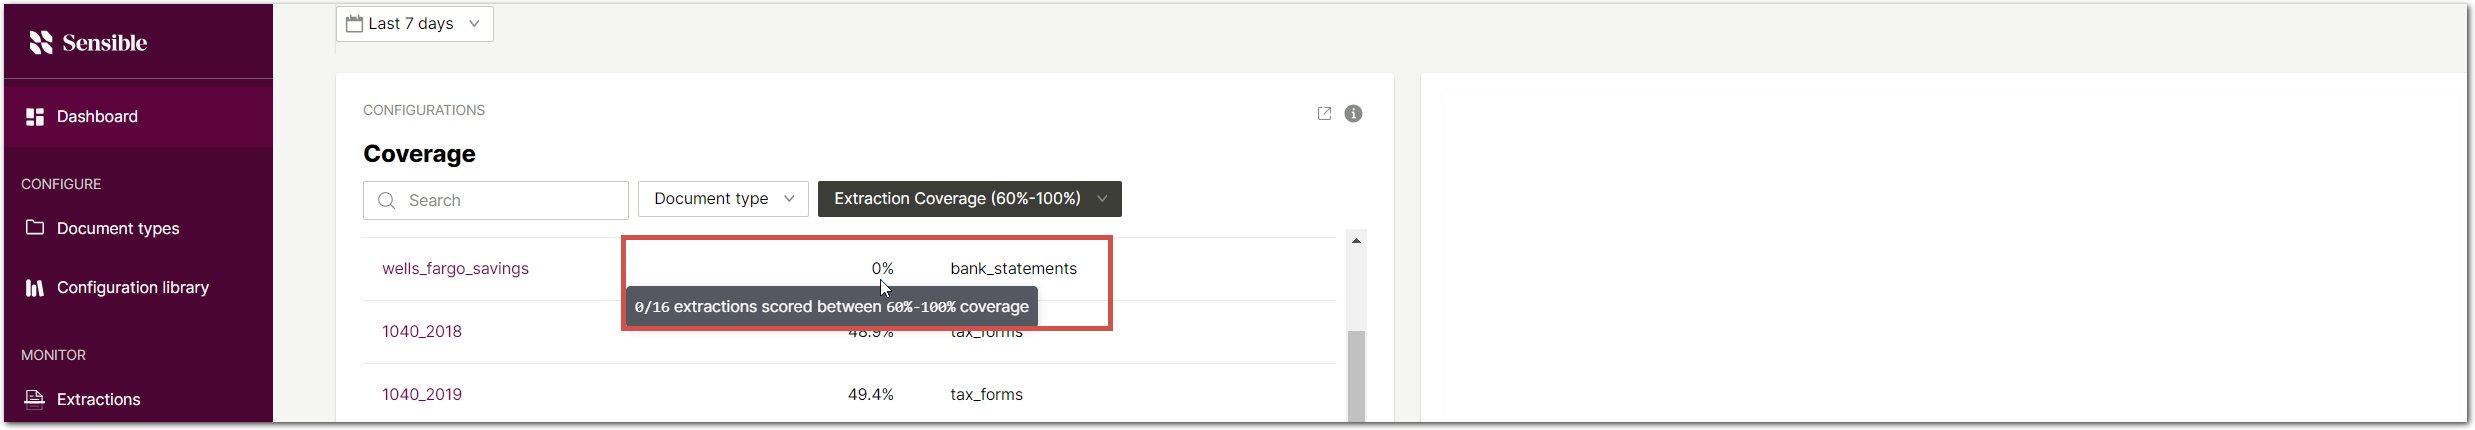 Sensible
Dashboard
CONFIGURE
Document types
Configuration library
MONITOR
Extractions
Last 7 days
CONFIGURATIONS
Coverage
Search
Document type
Extraction Coverage (60%-100%)
wells_fargo_savings 0% bank_statements
0/16 extractions scored between 60%-100% coverage
1040_2018 48.9% tax_forms
1040_2019 49.4% tax_forms